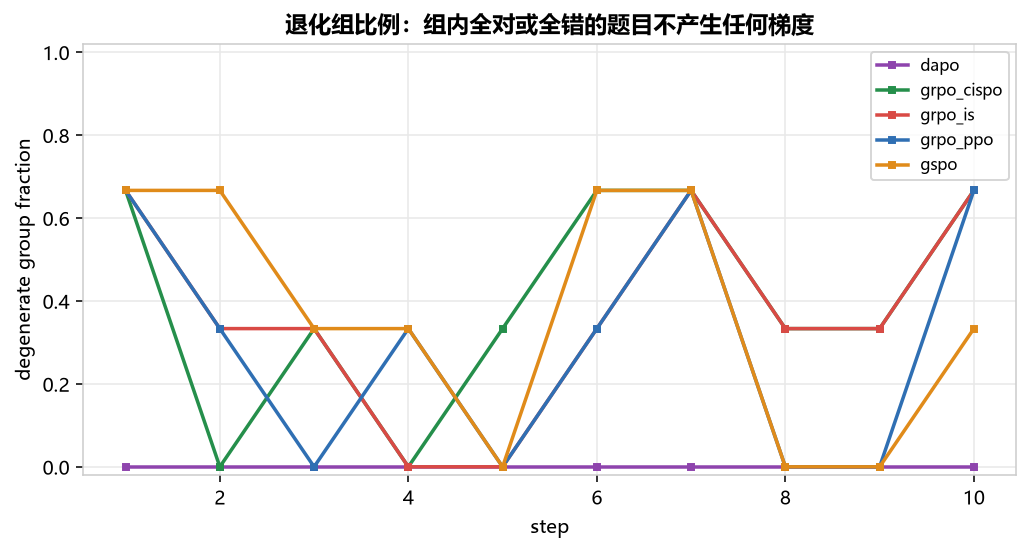 退化组比例：组内全对或全错的题目不产生任何梯度
degenerate group fraction
1.0
0.8
0.6
0.4
0.2
0.0
2
4
6
8
10
step
dapo
grpo_cispo
grpo_is
grpo_ppo
gspo